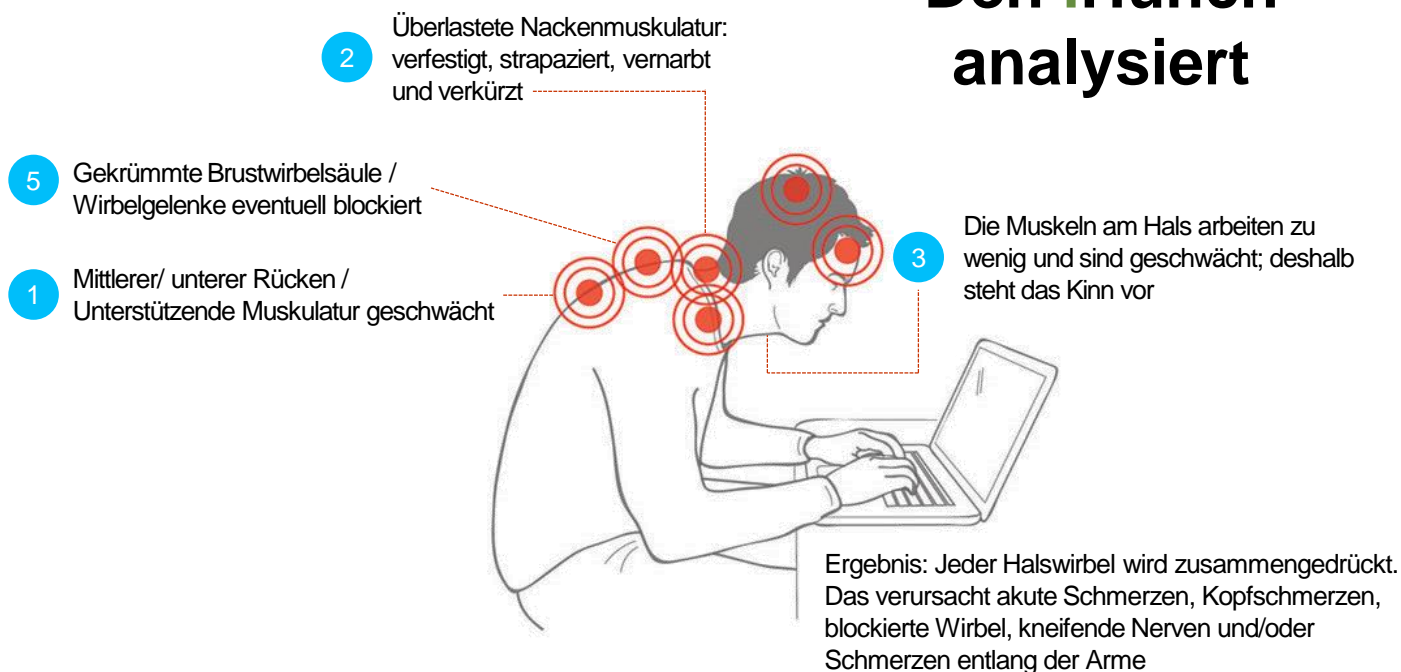 analysiert
2
Überlastete Nackenmuskulatur:
verfestigt, strapaziert, vernarbt
und verkürzt
5
Gekrümmte Brustwirbelsäule /
Wirbelgelenke eventuell blockiert
1
Mittlerer/ unterer Rücken /
Unterstützende Muskulatur geschwächt
3
Die Muskeln am Hals arbeiten zu
wenig und sind geschwächt; deshalb
steht das Kinn vor
Ergebnis: Jeder Halswirbel wird zusammengedrückt.
Das verursacht akute Schmerzen, Kopfschmerzen,
blockierte Wirbel, kneifende Nerven und/oder
Schmerzen entlang der Arme